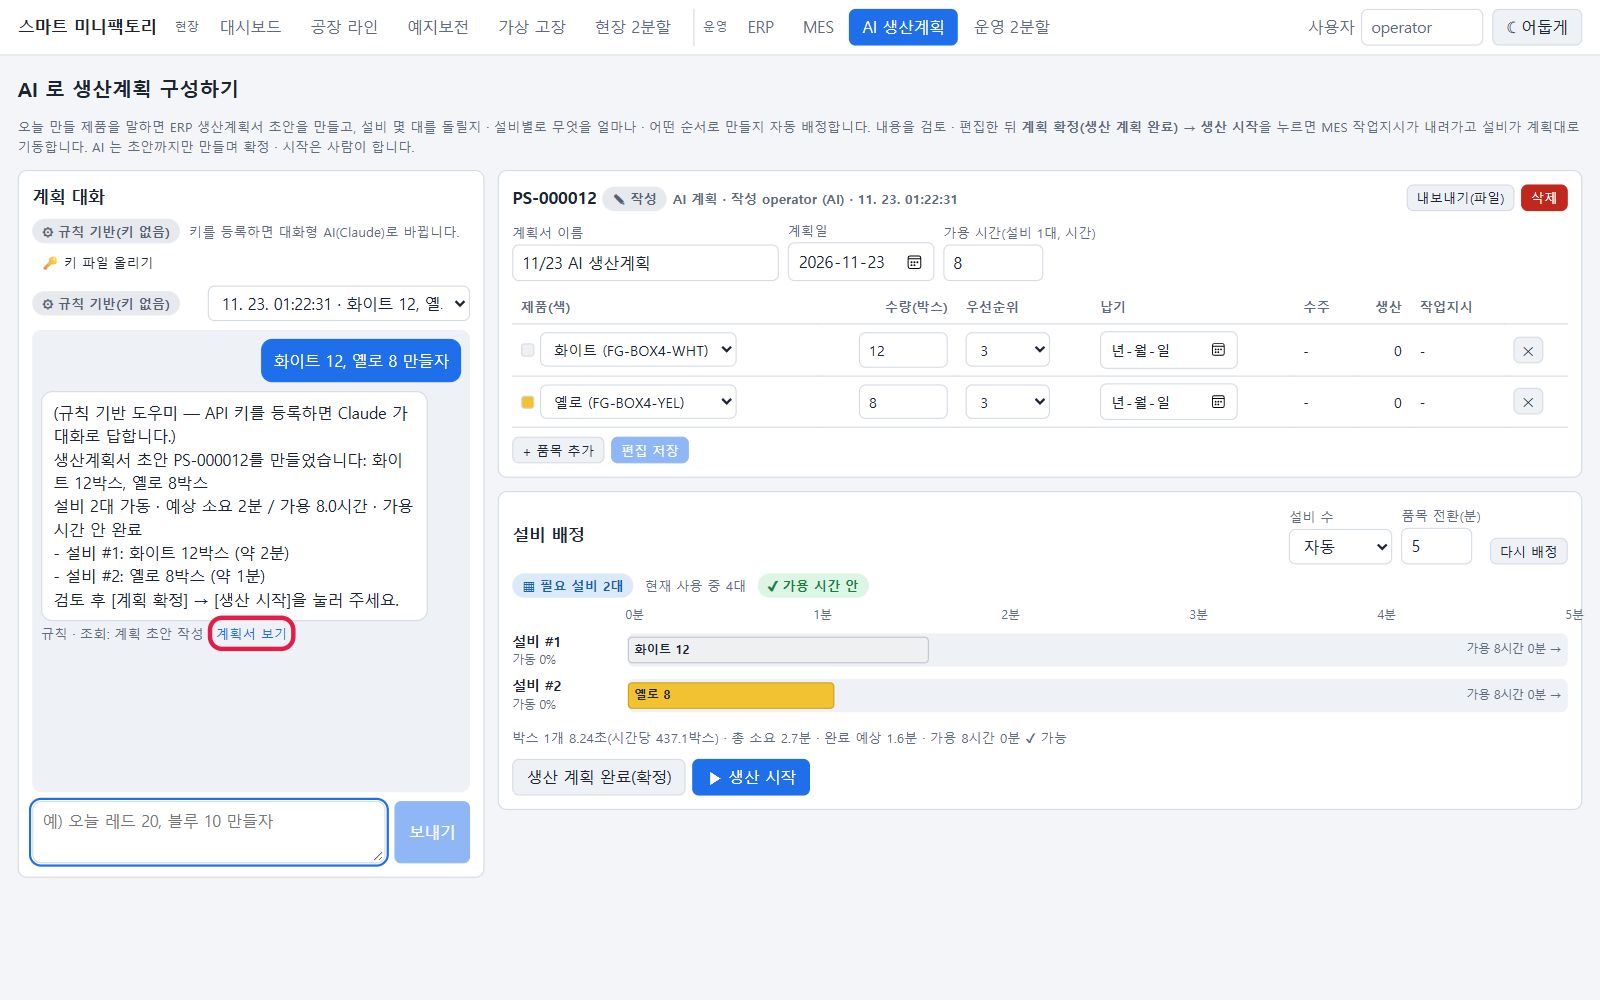 스마트 미니팩토리 현장 대시보드 공장 라인 예지보전 가상 고장 현장 2분할 운영 ERP MES AI 생산계획 운영 2분할 사용자 operator ☾ 어둡게
AI 로 생산계획 구성하기
오늘 만들 제품을 말하면 ERP 생산계획서 초안을 만들고, 설비 몇 대를 돌릴지 · 설비별로 무엇을 얼마나 · 어떤 순서로 만들지 자동 배정합니다. 내용을 검토 · 편집한 뒤 계획 확정(생산 계획 완료) → 생산 시작을 누르면 MES 작업지시가 내려가고 설비가 계획대로
기동합니다. AI 는 초안까지만 만들며 확정 · 시작은 사람이 합니다.
계획 대화
⚙ 규칙 기반(키 없음) 키를 등록하면 대화형 AI(Claude)로 바뀝니다.
🔑 키 파일 올리기
⚙ 규칙 기반(키 없음) 11. 23. 01:22:31 · 화이트 12, 옐.
화이트 12, 옐로 8 만들자
(규칙 기반 도우미 — API 키를 등록하면 Claude 가
대화로 답합니다.)
생산계획서 초안 PS-000012를 만들었습니다: 화이
트 12박스, 옐로 8박스
설비 2대 가동 · 예상 소요 2분 / 가용 8.0시간 · 가용
시간 안 완료
- 설비 #1: 화이트 12박스 (약 2분)
- 설비 #2: 옐로 8박스 (약 1분)
검토 후 [계획 확정] → [생산 시작]을 눌러 주세요.
규칙 · 조회: 계획 초안 작성 계획서 보기
예) 오늘 레드 20, 블루 10 만들자
보내기
PS-000012 ✎ 작성 AI 계획 · 작성 operator (AI) · 11. 23. 01:22:31 내보내기(파일) 삭제
계획서 이름 계획일 가용 시간(설비 1대, 시간)
11/23 AI 생산계획 2026-11-23 8
제품(색) 수량(박스) 우선순위 납기 수주 생산 작업지시
화이트 (FG-BOX4-WHT) 12 3 년-월-일 - 0 - ×
옐로 (FG-BOX4-YEL) 8 3 년-월-일 - 0 - ×
+ 품목 추가 편집 저장
설비 배정 설비 수 품목 전환(분)
자동 5 다시 배정
▦ 필요 설비 2대 현재 사용 중 4대 ✓ 가용 시간 안
0분 1분 2분 3분 4분 5분
설비 #1 화이트 12 가용 8시간 0분 →
가동 0%
설비 #2 옐로 8 가용 8시간 0분 →
가동 0%
박스 1개 8.24초(시간당 437.1박스) · 총 소요 2.7분 · 완료 예상 1.6분 · 가용 8시간 0분 ✓ 가능
생산 계획 완료(확정) ▶ 생산 시작